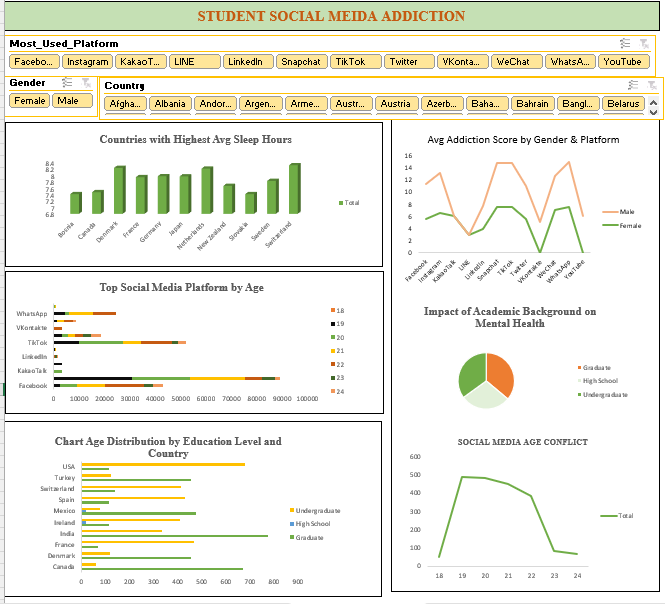 STUDENT SOCIAL MEIDA ADDICTION
Most_Used_Platform
Facebo... Instagram KakaoT... LINE LinkedIn Snapchat TikTok Twitter VKonta... WeChat WhatsA... YouTube
Gender
Female Male
Country
Afgha... Albania Andor... Argen... Arme... Austr... Austria Azerb... Baha... Bahrain Bangl... Belarus
Countries with Highest Avg Sleep Hours
8.4
8.2
8
7.8
7.6
7.4
7.2
7
6.8
Bosnia Canada Denmark France Germany Japan Netherlands New Zealand Slovakia Sweden Switzerland
Total
Avg Addiction Score by Gender & Platform
16
14
12
10
8
6
4
2
0
Facebook Instagram KakaoTalk LINE LinkedIn Snapchat TikTok Twitter VKontakte WeChat WhatsApp YouTube
Male
Female
Top Social Media Platform by Age
WhatsApp
VKontakte
TikTok
LinkedIn
KakaoTalk
Facebook
0 10000 20000 30000 40000 50000 60000 70000 80000 90000 100000
18
19
20
21
22
23
24
Impact of Academic Background on
Mental Health
Graduate
High School
Undergraduate
Chart Age Distribution by Education Level and
Country
USA
Turkey
Switzerland
Spain
Mexico
Ireland
India
France
Denmark
Canada
0 100 200 300 400 500 600 700 800 900
Undergraduate
High School
Graduate
SOCIAL MEDIA AGE CONFLICT
600
500
400
300
200
100
0
18 19 20 21 22 23 24
Total